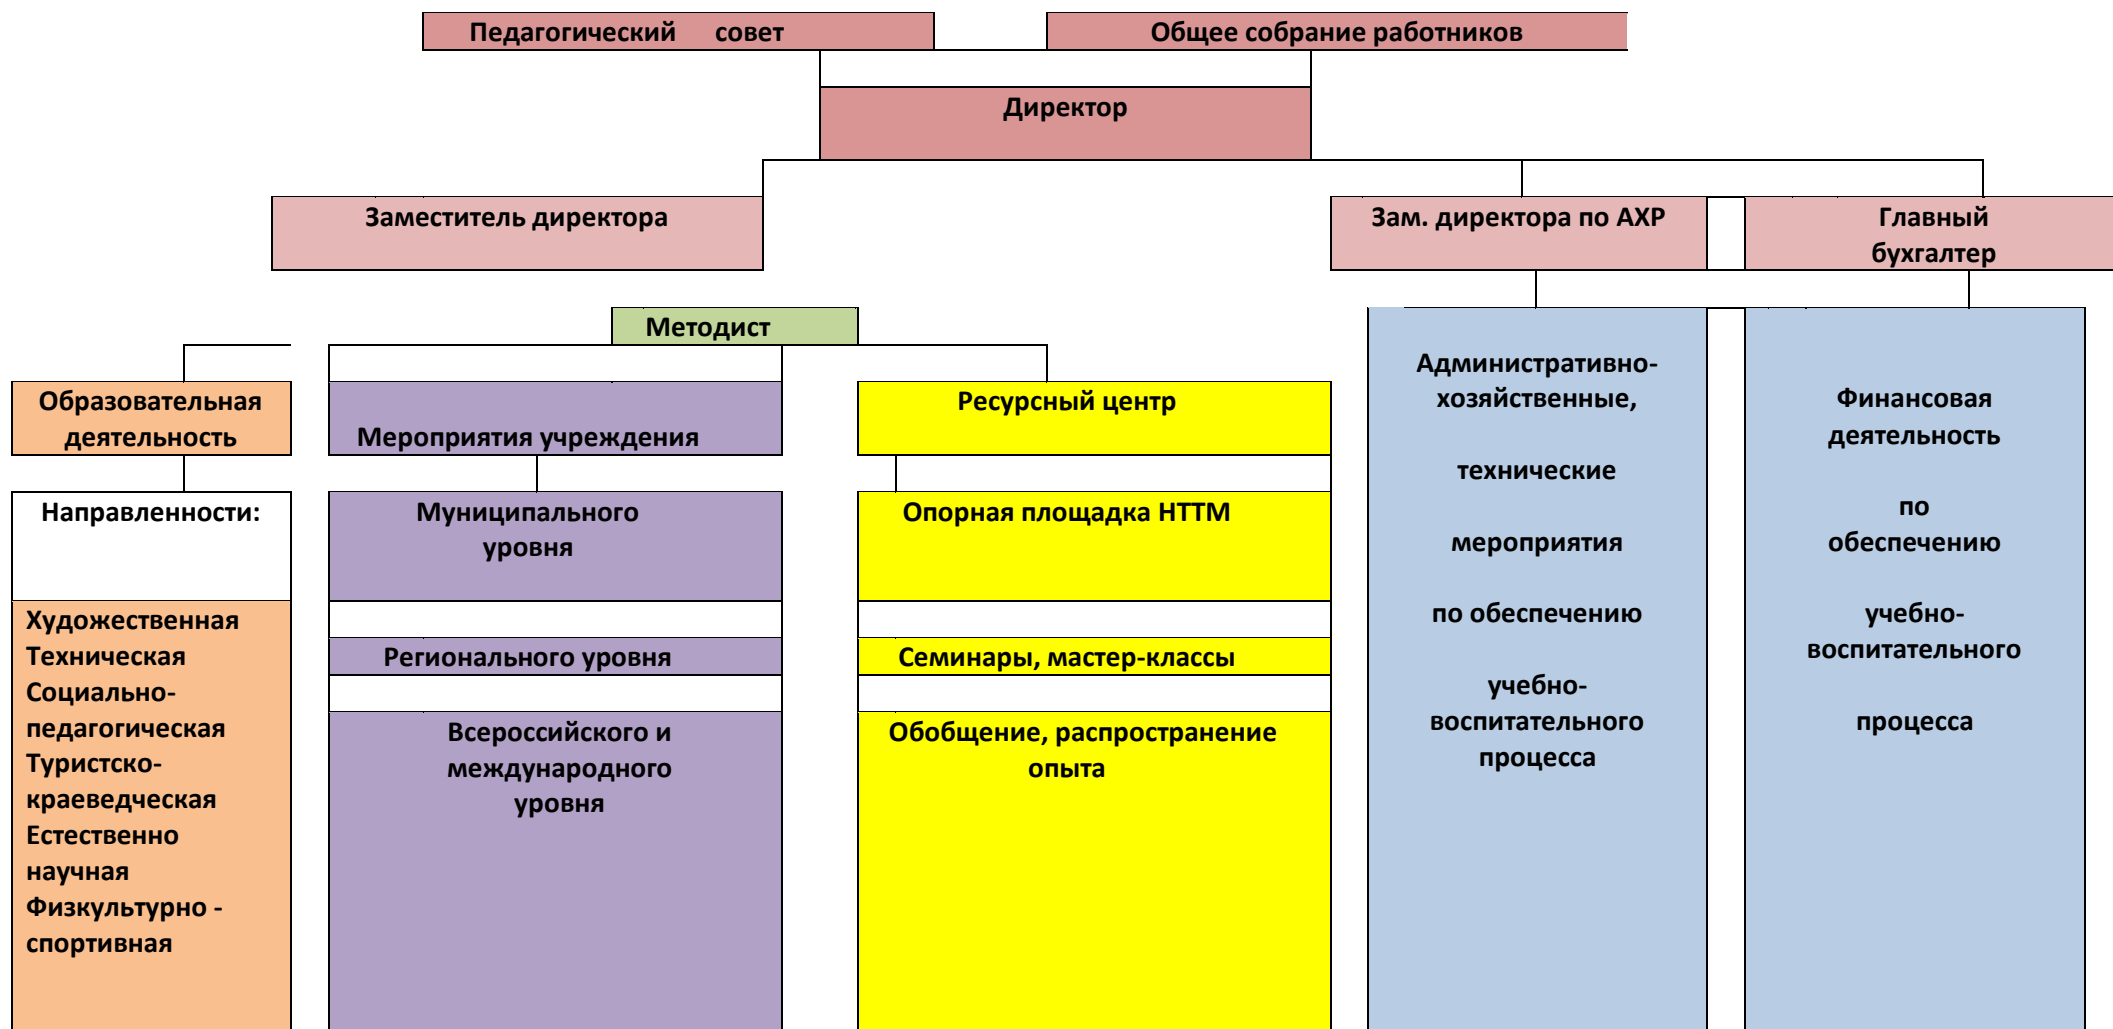 Педагогический совет
Общее собрание работников
Директор
Заместитель директора
Зам. директора по АХР
Главный
бухгалтер
Методист
Образовательная
деятельность
Мероприятия учреждения
Ресурсный центр
Направленности:
Художественная
Техническая
Социально-
педагогическая
Туристско-
краеведческая
Естественно
научная
Физкультурно -
спортивная
Муниципального
уровня
Регионального уровня
Всероссийского и
международного
уровня
Опорная площадка НТТМ
Семинары, мастер-классы
Обобщение, распространение
опыта
Административно-
хозяйственные,
технические
мероприятия
по обеспечению
учебно-
воспитательного
процесса
Финансовая
деятельность
по
обеспечению
учебно-
воспитательного
процесса